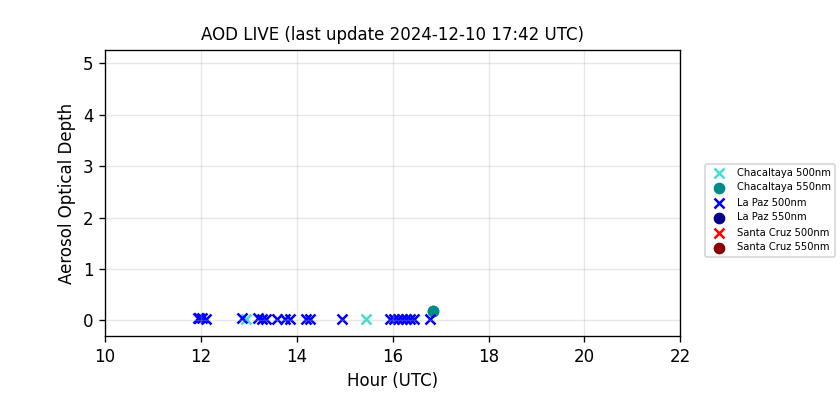 AOD LIVE (last update 2024-12-10 17:42 UTC)
Aerosol Optical Depth
5
4
3
2
1
0
10 12 14 16 18 20 22
Hour (UTC)
Chacaltaya 500nm
Chacaltaya 550nm
La Paz 500nm
La Paz 550nm
Santa Cruz 500nm
Santa Cruz 550nm